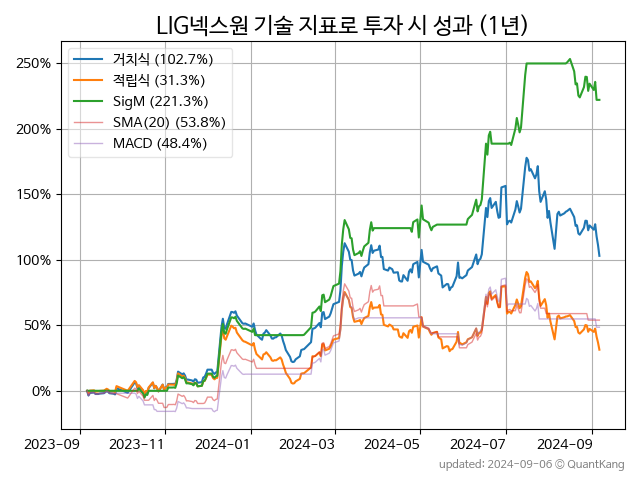 LIG넥스원 기술 지표로 투자 시 성과 (1년)
거치식 (102.7%)
적립식 (31.3%)
SigM (221.3%)
SMA(20) (53.8%)
MACD (48.4%)
250%
200%
150%
100%
50%
0%
2023-09 2023-11 2024-01 2024-03 2024-05 2024-07 2024-09
updated: 2024-09-06 © QuantKang